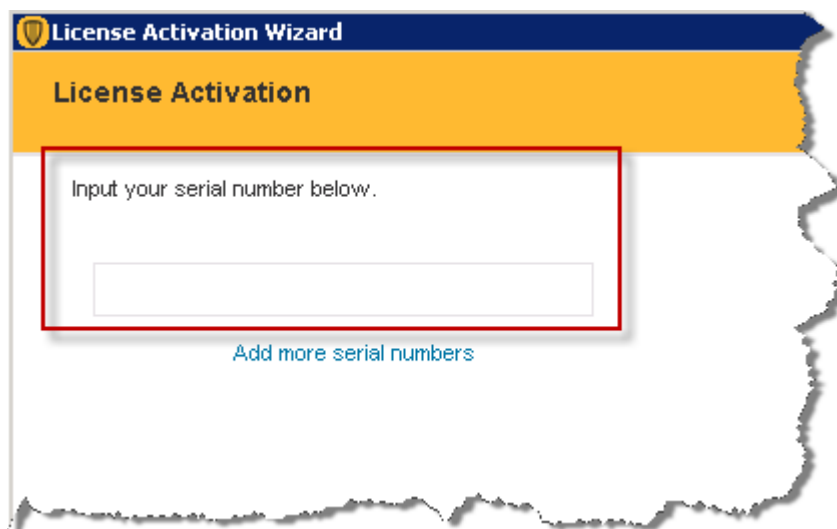 License Activation Wizard
License Activation
Input your serial number below.
Add more serial numbers